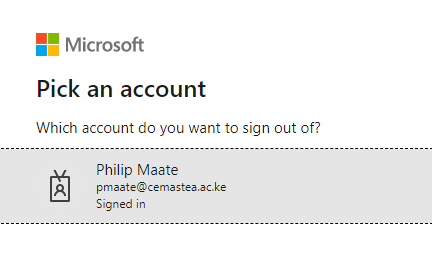 Microsoft
Pick an account
Which account do you want to sign out of?
Philip Maate
pmaate@cemastea.ac.ke
Signed in